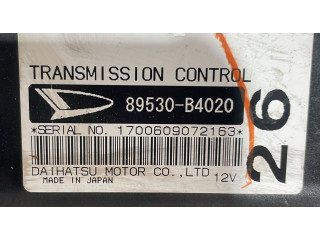 TRANSMISSION CONTROL
89530-B4020
*SERIAL NO. 1700609072163*
DAIHATSU MOTOR CO.,LTD
MADE IN JAPAN 12V
26